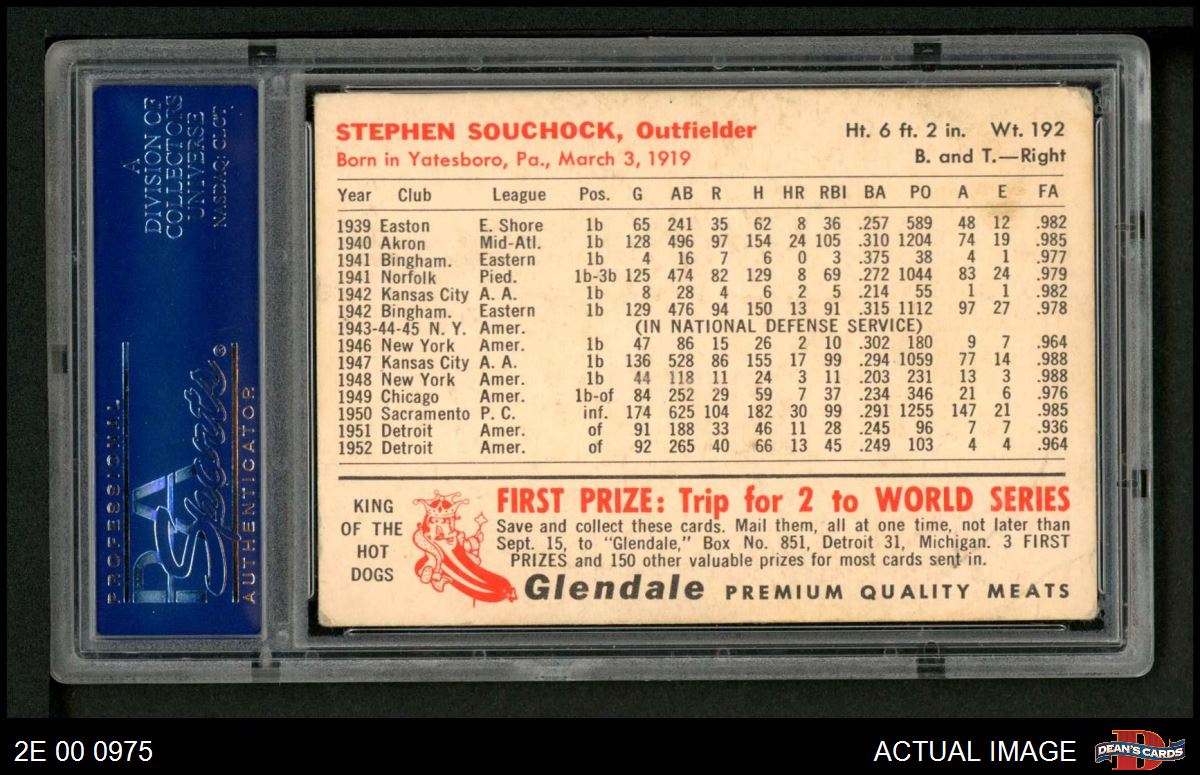 A
DIVISION OF
COLLECTORS
UNIVERSE
NASDAQ: CLCT
PROFESSIONAL
PSA
Sports®
AUTHENTICATOR
STEPHEN SOUCHOCK, Outfielder Ht. 6 ft. 2 in. Wt. 192
Born in Yatesboro, Pa., March 3, 1919 B. and T.—Right
Year Club League Pos. G AB R H HR RBI BA PO A E FA
1939 Easton E. Shore 1b 65 241 35 62 8 36 .257 589 48 12 .982
1940 Akron Mid-Atl. 1b 128 496 97 154 24 105 .310 1204 74 19 .985
1941 Bingham. Eastern 1b 4 16 7 6 0 3 .375 38 4 1 .977
1941 Norfolk Pied. 1b-3b 125 474 82 129 8 69 .272 1044 83 24 .979
1942 Kansas City A. A. 1b 8 28 4 6 2 5 .214 55 1 1 .982
1942 Bingham. Eastern 1b 129 476 94 150 13 91 .315 1112 97 27 .978
1943-44-45 N. Y. Amer. (IN NATIONAL DEFENSE SERVICE)
1946 New York Amer. 1b 47 86 15 26 2 10 .302 180 9 7 .964
1947 Kansas City A. A. 1b 136 528 86 155 17 99 .294 1059 77 14 .988
1948 New York Amer. 1b 44 118 11 24 3 11 .203 231 13 3 .988
1949 Chicago Amer. 1b-of 84 252 29 59 7 37 .234 346 21 6 .976
1950 Sacramento P. C. inf. 174 625 104 182 30 99 .291 1255 147 21 .985
1951 Detroit Amer. of 91 188 33 46 11 28 .245 96 7 7 .936
1952 Detroit Amer. of 92 265 40 66 13 45 .249 103 4 4 .964
KING
OF THE
HOT
DOGS
FIRST PRIZE: Trip for 2 to WORLD SERIES
Save and collect these cards. Mail them, all at one time, not later than
Sept. 15, to "Glendale," Box No. 851, Detroit 31, Michigan. 3 FIRST
PRIZES and 150 other valuable prizes for most cards sent in.
Glendale PREMIUM QUALITY MEATS
2E 00 0975
ACTUAL IMAGE
DEAN'S CARDS